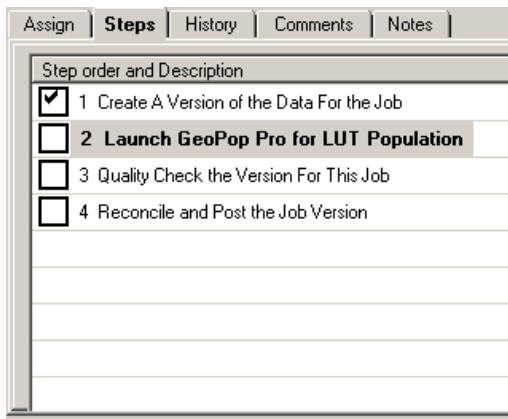 Assign Steps History Comments Notes
Step order and Description
1 Create A Version of the Data For the Job
2 Launch GeoPop Pro for LUT Population
3 Quality Check the Version For This Job
4 Reconcile and Post the Job Version